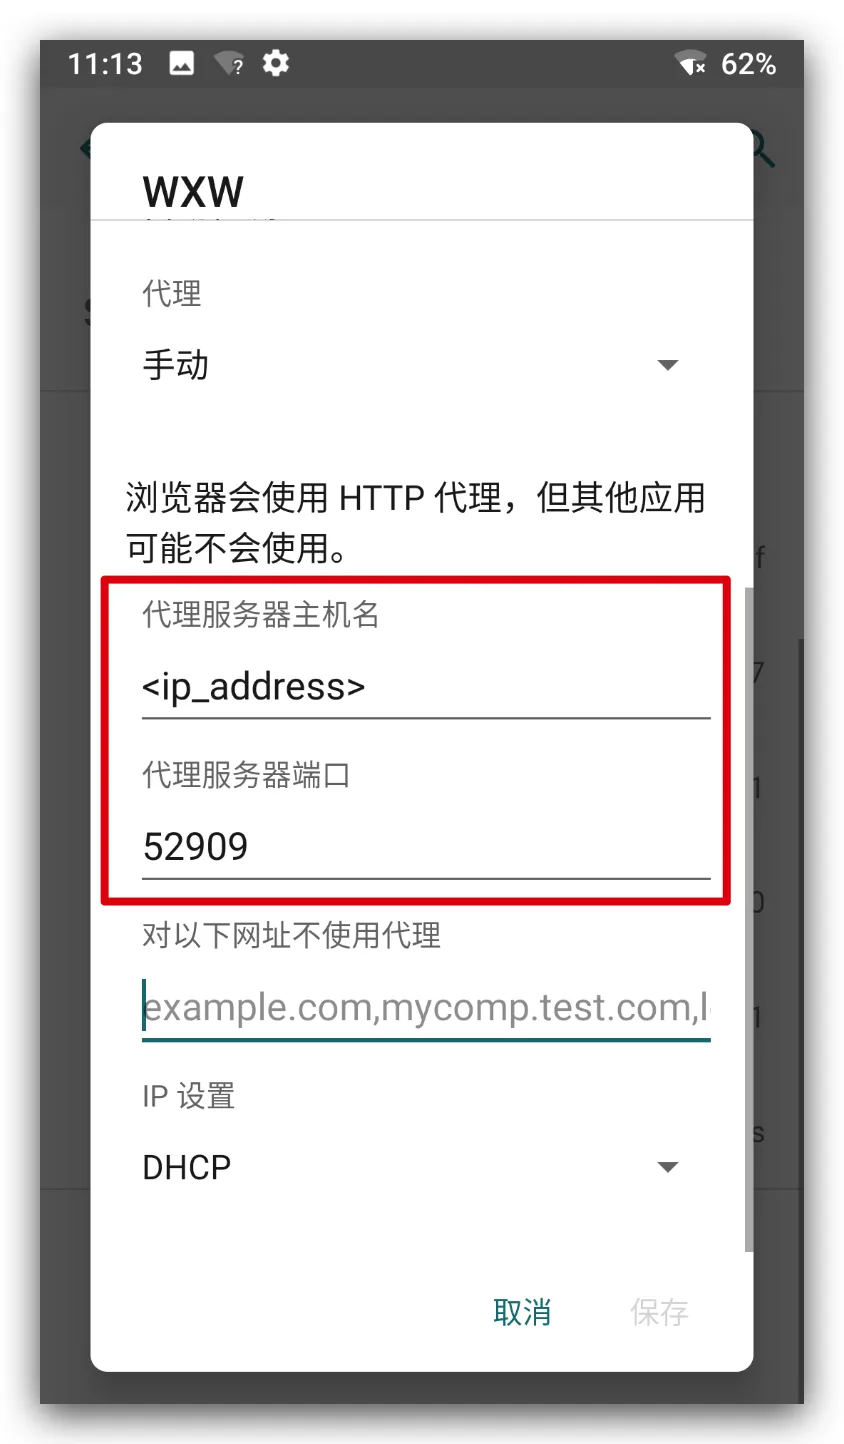 11:13 62%
WXW
代理
手动
浏览器会使用 HTTP 代理，但其他应用
可能不会使用。
代理服务器主机名
<ip_address>
代理服务器端口
52909
对以下网址不使用代理
example.com,mycomp.test.com,l
IP 设置
DHCP
取消 保存